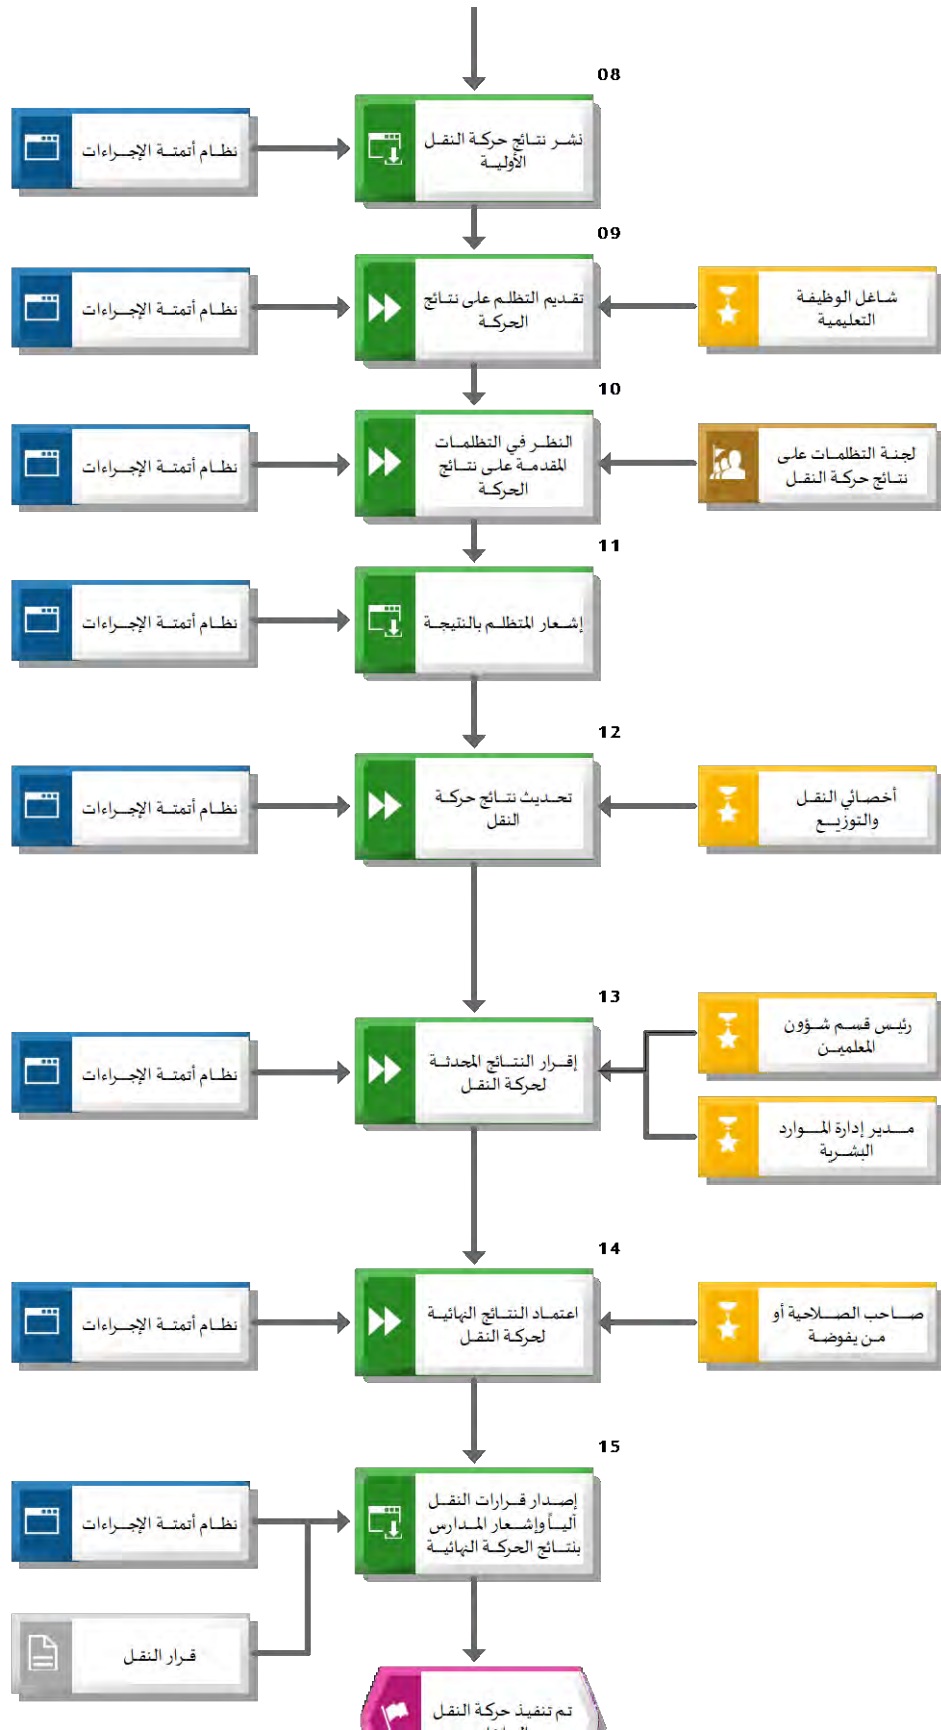 08
نشر نتائج حركة النقل
الأولية
نظام أتمتة الإجراءات
09
شاغل الوظيفة
التعليمية
تقديم التظلم على نتائج
الحركة
نظام أتمتة الإجراءات
10
لجنة التظلمات على
نتائج حركة النقل
النظر في التظلمات
المقدمة على نتائج
الحركة
نظام أتمتة الإجراءات
11
إشعار المتظلم بالنتيجة
نظام أتمتة الإجراءات
12
أخصائي النقل
والتوزيع
تحديث نتائج حركة
النقل
نظام أتمتة الإجراءات
13
رئيس قسم شؤون
المعلمين
مدير إدارة الموارد
البشرية
إقرار النتائج المحدثة
لحركة النقل
نظام أتمتة الإجراءات
14
صاحب الصلاحية أو
من يفوضة
اعتماد النتائج النهائية
لحركة النقل
نظام أتمتة الإجراءات
15
إصدار قرارات النقل
آلياً وإشعار المدارس
بنتائج الحركة النهائية
نظام أتمتة الإجراءات
قرار النقل
تم تنفيذ حركة النقل